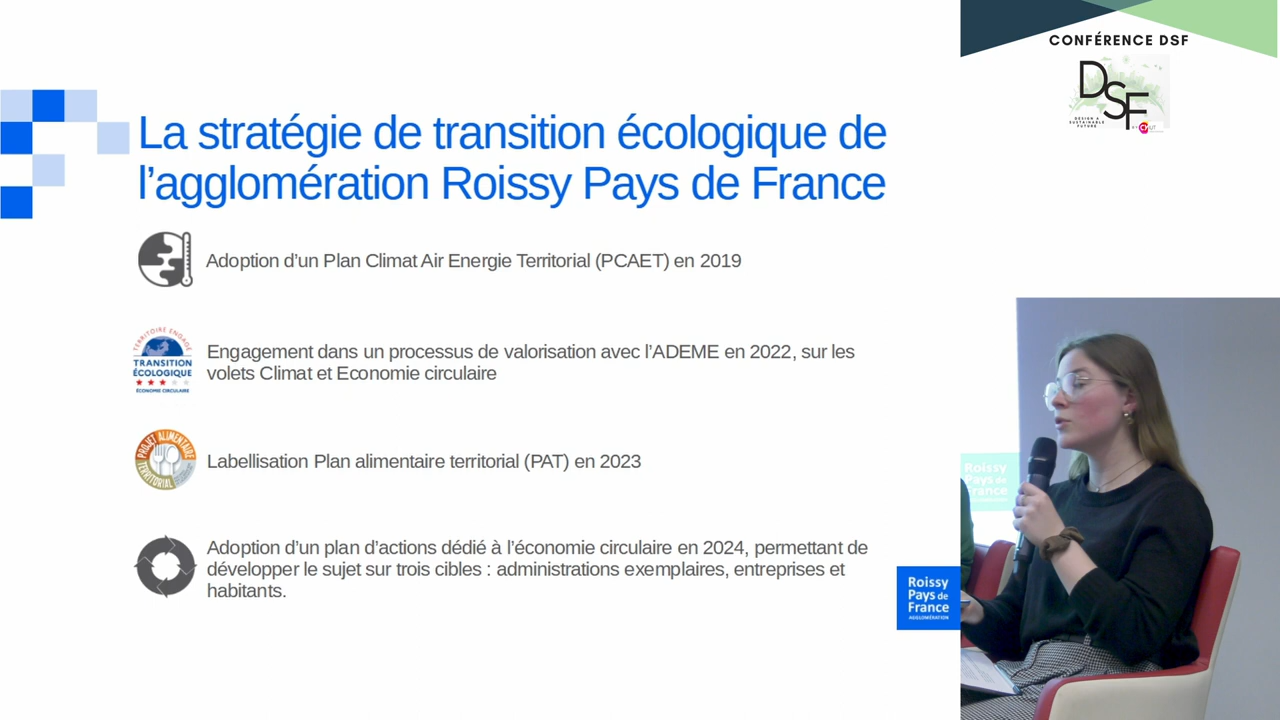 CONFÉRENCE DSF
DSF
DESIGN A
SUSTAINABLE
FUTURE
La stratégie de transition écologique de
l’agglomération Roissy Pays de France
Adoption d’un Plan Climat Air Energie Territorial (PCAET) en 2019
TERRITOIRE ENGAGÉ
TRANSITION
ÉCOLOGIQUE
ÉCONOMIE CIRCULAIRE
Engagement dans un processus de valorisation avec l’ADEME en 2022, sur les
volets Climat et Economie circulaire
PROJET ALIMENTAIRE
TERRITORIAL
Labellisation Plan alimentaire territorial (PAT) en 2023
Adoption d’un plan d’actions dédié à l’économie circulaire en 2024, permettant de
développer le sujet sur trois cibles : administrations exemplaires, entreprises et
habitants.
Roissy
Pays de
France
AGGLOMÉRATION
Roissy
Pays de
France